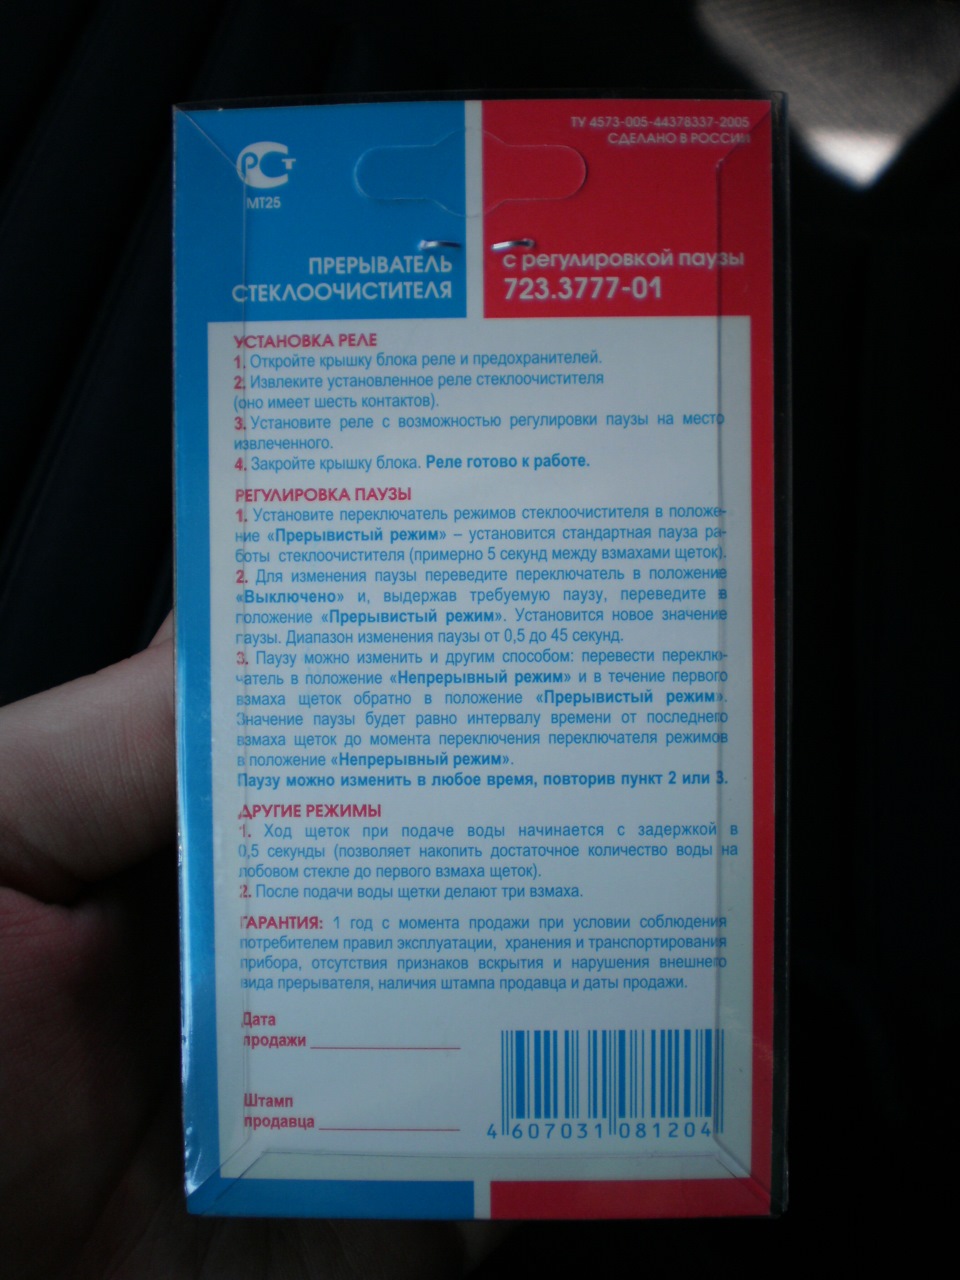 ТУ 4573-005-44378337-2005
СДЕЛАНО В РОССИИ
РСТ
МТ25
ПРЕРЫВАТЕЛЬ
СТЕКЛООЧИСТИТЕЛЯ
с регулировкой паузы
723.3777-01
УСТАНОВКА РЕЛЕ
1. Откройте крышку блока реле и предохранителей.
2. Извлеките установленное реле стеклоочистителя
(оно имеет шесть контактов).
3. Установите реле с возможностью регулировки паузы на место
извлеченного.
4. Закройте крышку блока. Реле готово к работе.
РЕГУЛИРОВКА ПАУЗЫ
1. Установите переключатель режимов стеклоочистителя в положе-
ние «Прерывистый режим» – установится стандартная пауза ра-
боты стеклоочистителя (примерно 5 секунд между взмахами щеток).
2. Для изменения паузы переведите переключатель в положение
«Выключено» и, выдержав требуемую паузу, переведите в
положение «Прерывистый режим». Установится новое значение
паузы. Диапазон изменения паузы от 0,5 до 45 секунд.
3. Паузу можно изменить и другим способом: перевести переклю-
чатель в положение «Непрерывный режим» и в течение первого
взмаха щеток обратно в положение «Прерывистый режим».
Значение паузы будет равно интервалу времени от последнего
взмаха щеток до момента переключения переключателя режимов
в положение «Непрерывный режим».
Паузу можно изменить в любое время, повторив пункт 2 или 3.
ДРУГИЕ РЕЖИМЫ
1. Ход щеток при подаче воды начинается с задержкой в
0,5 секунды (позволяет накопить достаточное количество воды на
лобовом стекле до первого взмаха щеток).
2. После подачи воды щетки делают три взмаха.
ГАРАНТИЯ: 1 год с момента продажи при условии соблюдения
потребителем правил эксплуатации, хранения и транспортирования
прибора, отсутствия признаков вскрытия и нарушения внешнего
вида прерывателя, наличия штампа продавца и даты продажи.
Дата
продажи
Штамп
продавца
4 607031 081204